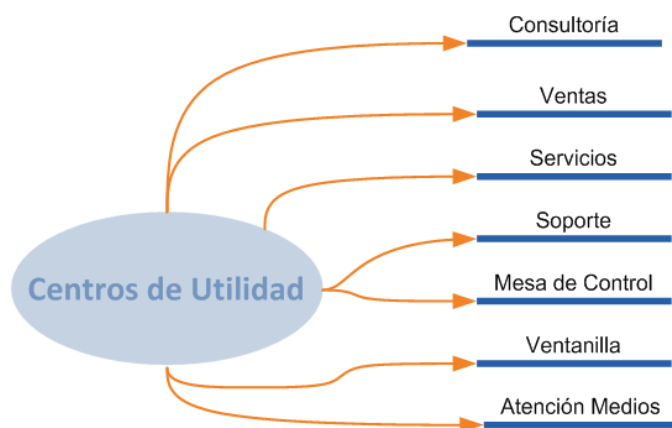 Consultoría
Ventas
Servicios
Soporte
Centros de Utilidad
Mesa de Control
Ventanilla
Atención Medios